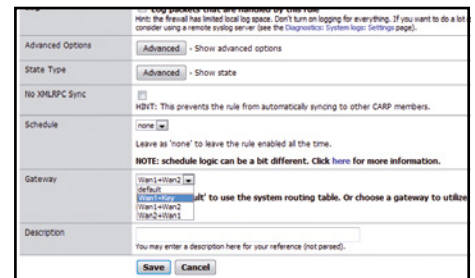 Log packets that are handled by this rule
Hint: the firewall has limited local log space. Don't turn on logging for everything. If you want to do a lot
consider using a remote syslog server (see the Diagnostics: System logs: Settings page).
Advanced Options
Advanced - Show advanced options
State Type
Advanced - Show state
No XMLRPC Sync
HINT: This prevents the rule from automatically syncing to other CARP members.
Schedule
none
Leave as 'none' to leave the rule enabled all the time.
NOTE: schedule logic can be a bit different. Click here for more information.
Gateway
Wan1+Wan2
default
Wan1+Key
ult' to use the system routing table. Or choose a gateway to utilize
Wan1+Wan2
Wan2+Wan1
Description
You may enter a description here for your reference (not parsed).
Save Cancel